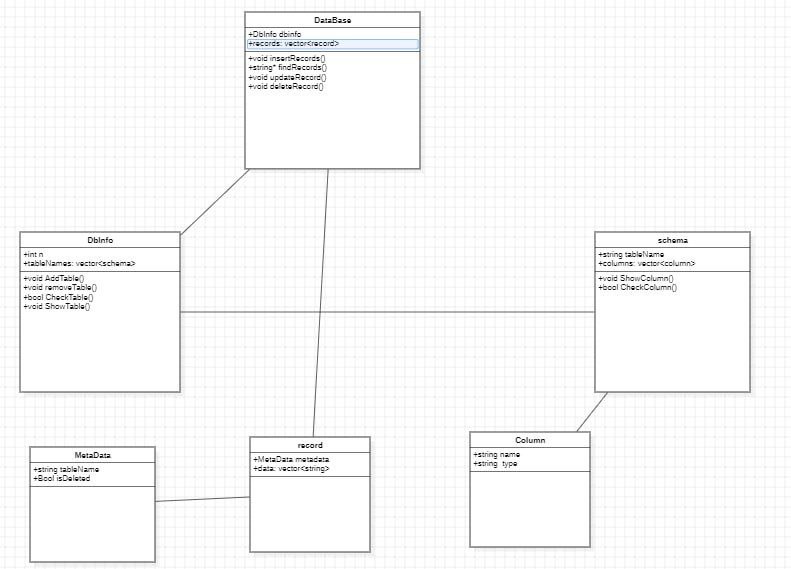 DataBase
+DbInfo dbinfo
+records: vector<record>
+void insertRecords()
+string* findRecords()
+void updateRecord()
+void deleteRecord()
DbInfo
+int n
+tableNames: vector<schema>
+void AddTable()
+void removeTable()
+bool CheckTable()
+void ShowTable()
schema
+string tableName
+columns: vector<column>
+void ShowColumn()
+bool CheckColumn()
MetaData
+string tableName
+Bool isDeleted
record
+MetaData metadata
+data: vector<string>
Column
+string name
+string type